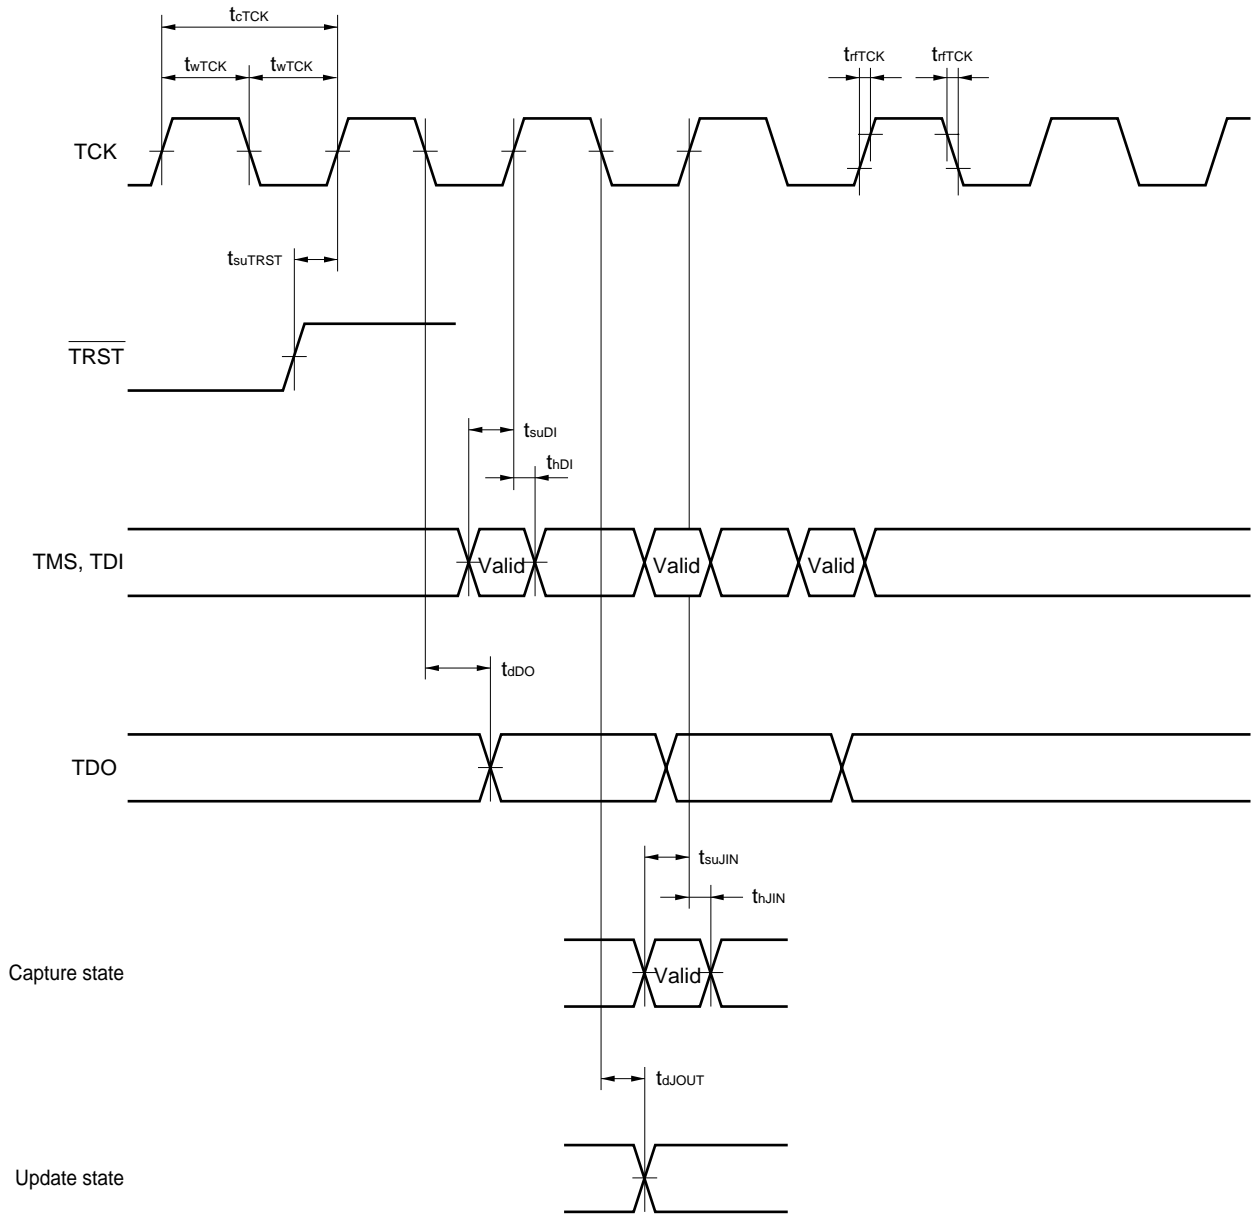 tcTCK
twTCK twTCK
trfTCK trfTCK
TCK
tsuTRST
TRST
tsuDI
thDI
TMS, TDI Valid Valid Valid
tdDO
TDO
tsuJIN
thJIN
Capture state Valid
tdJOUT
Update state